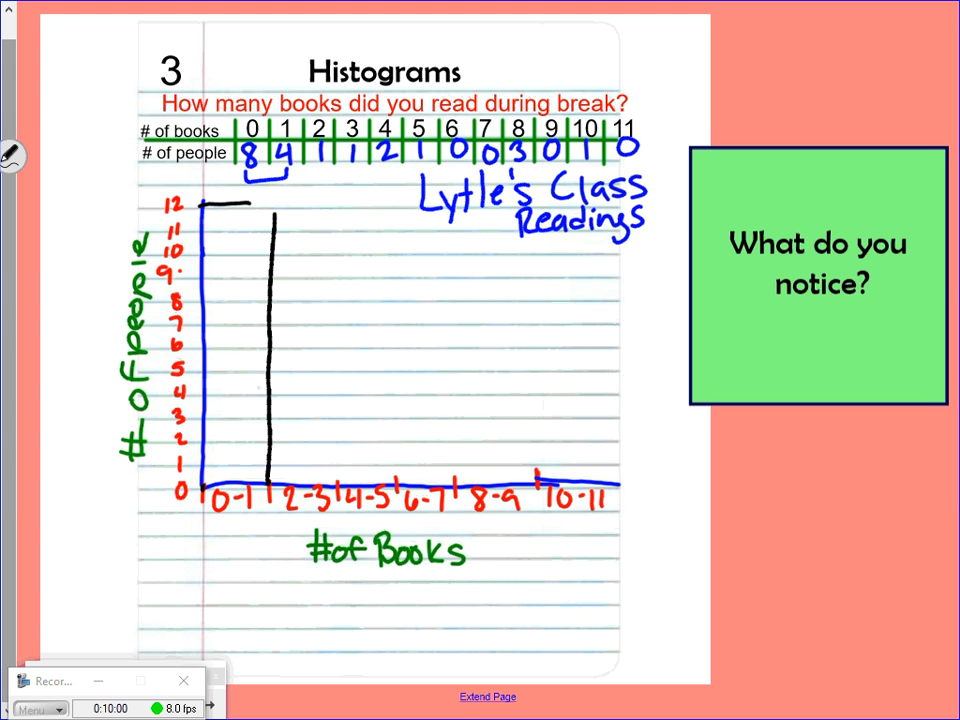 3
Histograms
How many books did you read during break?
# of books 0 1 2 3 4 5 6 7 8 9 10 11
# of people 8 4 1 1 2 1 0 0 3 0 1 0
Lytle's Class
Readings
What do you
notice?
# of people
12
11
10
9
8
7
6
5
4
3
2
1
0
0-1 2-3 4-5 6-7 8-9 10-11
# of Books
Extend Page
Recor...
Menu
0:10:00
8.0 fps